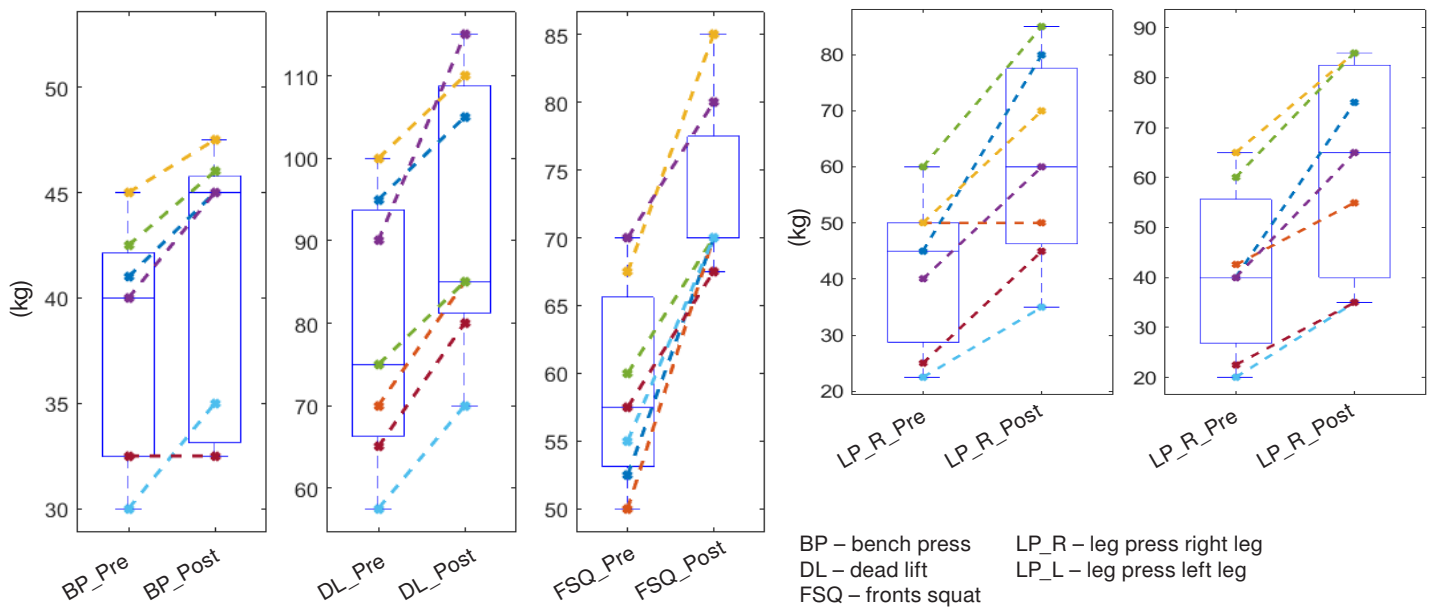 (kg)
50
45
40
35
30
BP_Pre
BP_Post
110
100
90
80
70
60
DL_Pre
DL_Post
85
80
75
70
65
60
55
50
FSQ_Pre
FSQ_Post
(kg)
80
70
60
50
40
30
20
LP_R_Pre
LP_R_Post
90
80
70
60
50
40
30
20
LP_R_Pre
LP_R_Post
BP – bench press
DL – dead lift
FSQ – fronts squat
LP_R – leg press right leg
LP_L – leg press left leg